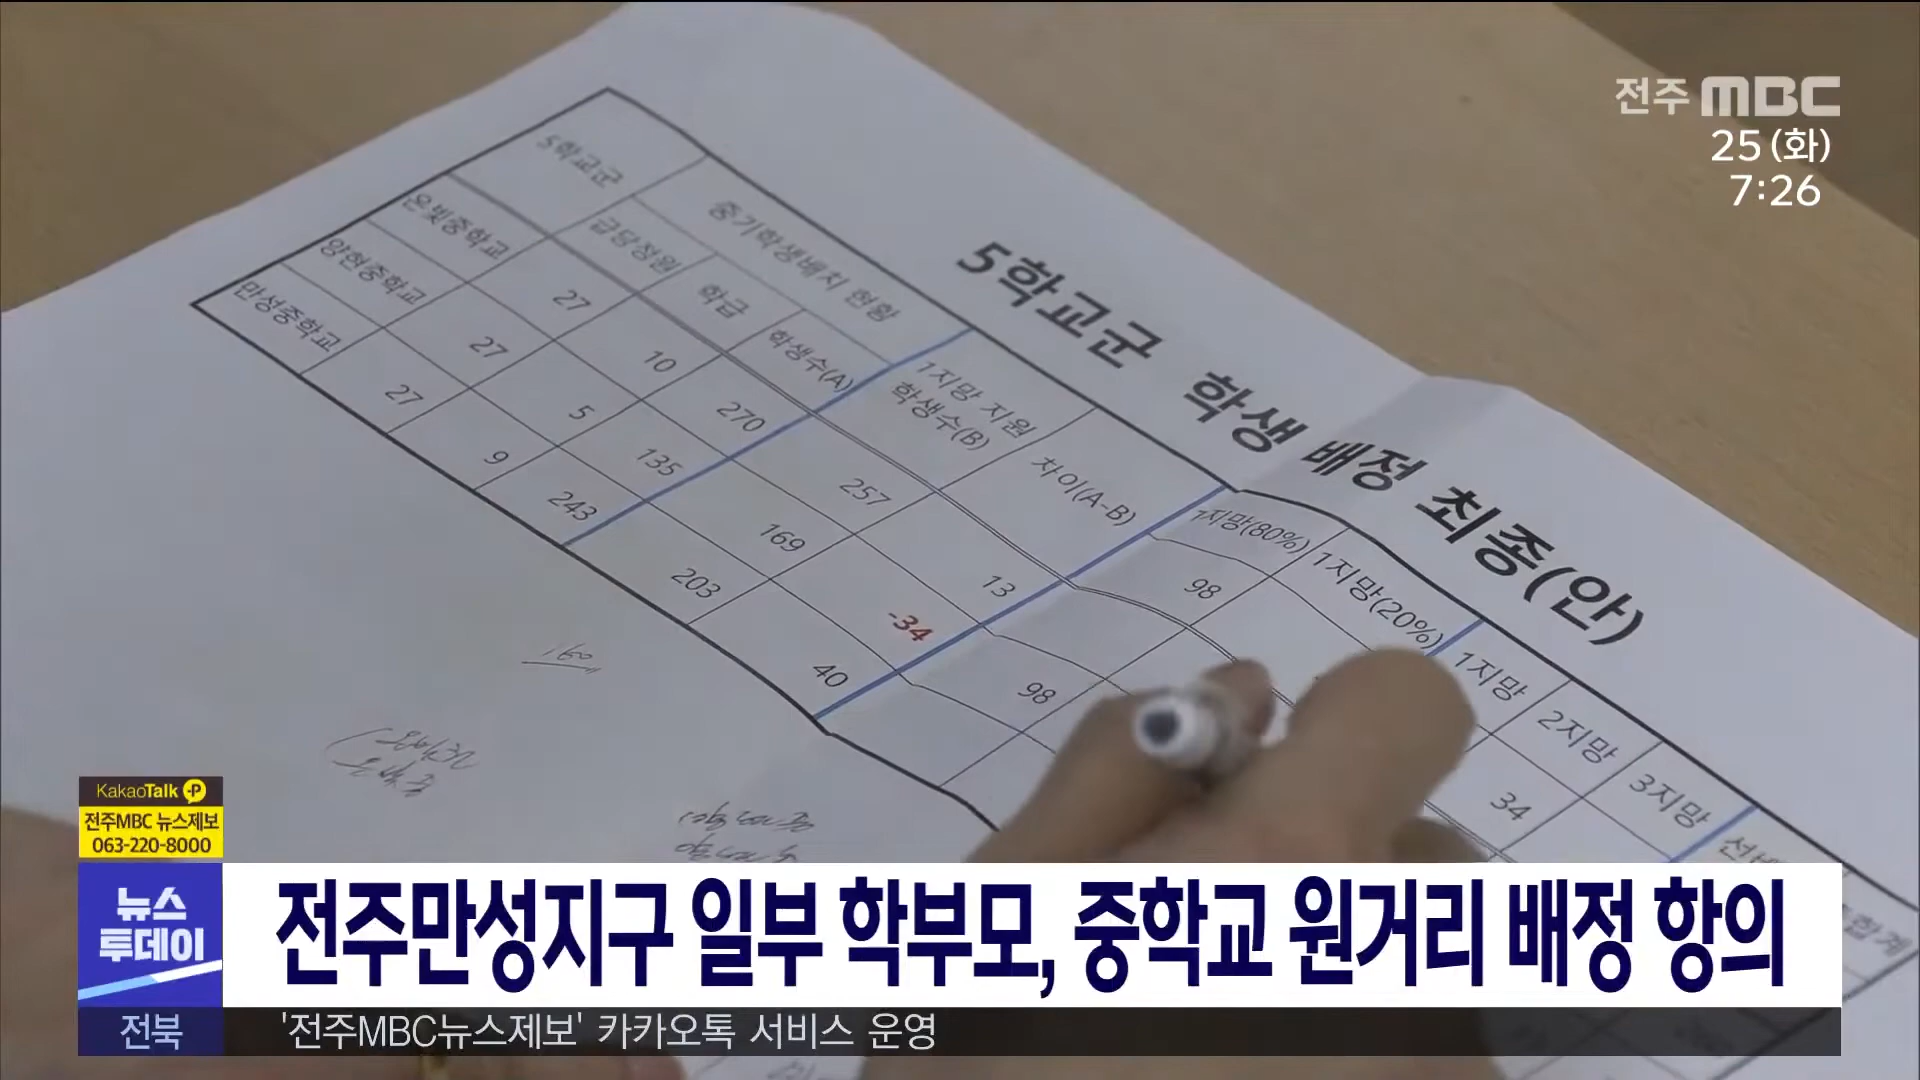 전주 MBC
25(화)
7:26
5학교군 학생 배정 최종(안)
5학교군
중기학생배치 현황
급당정원
학급
학생수(A)
1지망 지원
학생수(B)
차이(A-B)
1지망(80%)
1지망(20%)
1지망
2지망
3지망
합계
온빛중학교 27 10 270 257 13 98 34
양현중학교 27 5 135 169 -34 98
만성중학교 27 9 243 203 40
KakaoTalk P
전주MBC 뉴스제보
063-220-8000
뉴스
투데이
전주만성지구 일부 학부모, 중학교 원거리 배정 항의
전북
'전주MBC뉴스제보' 카카오톡 서비스 운영